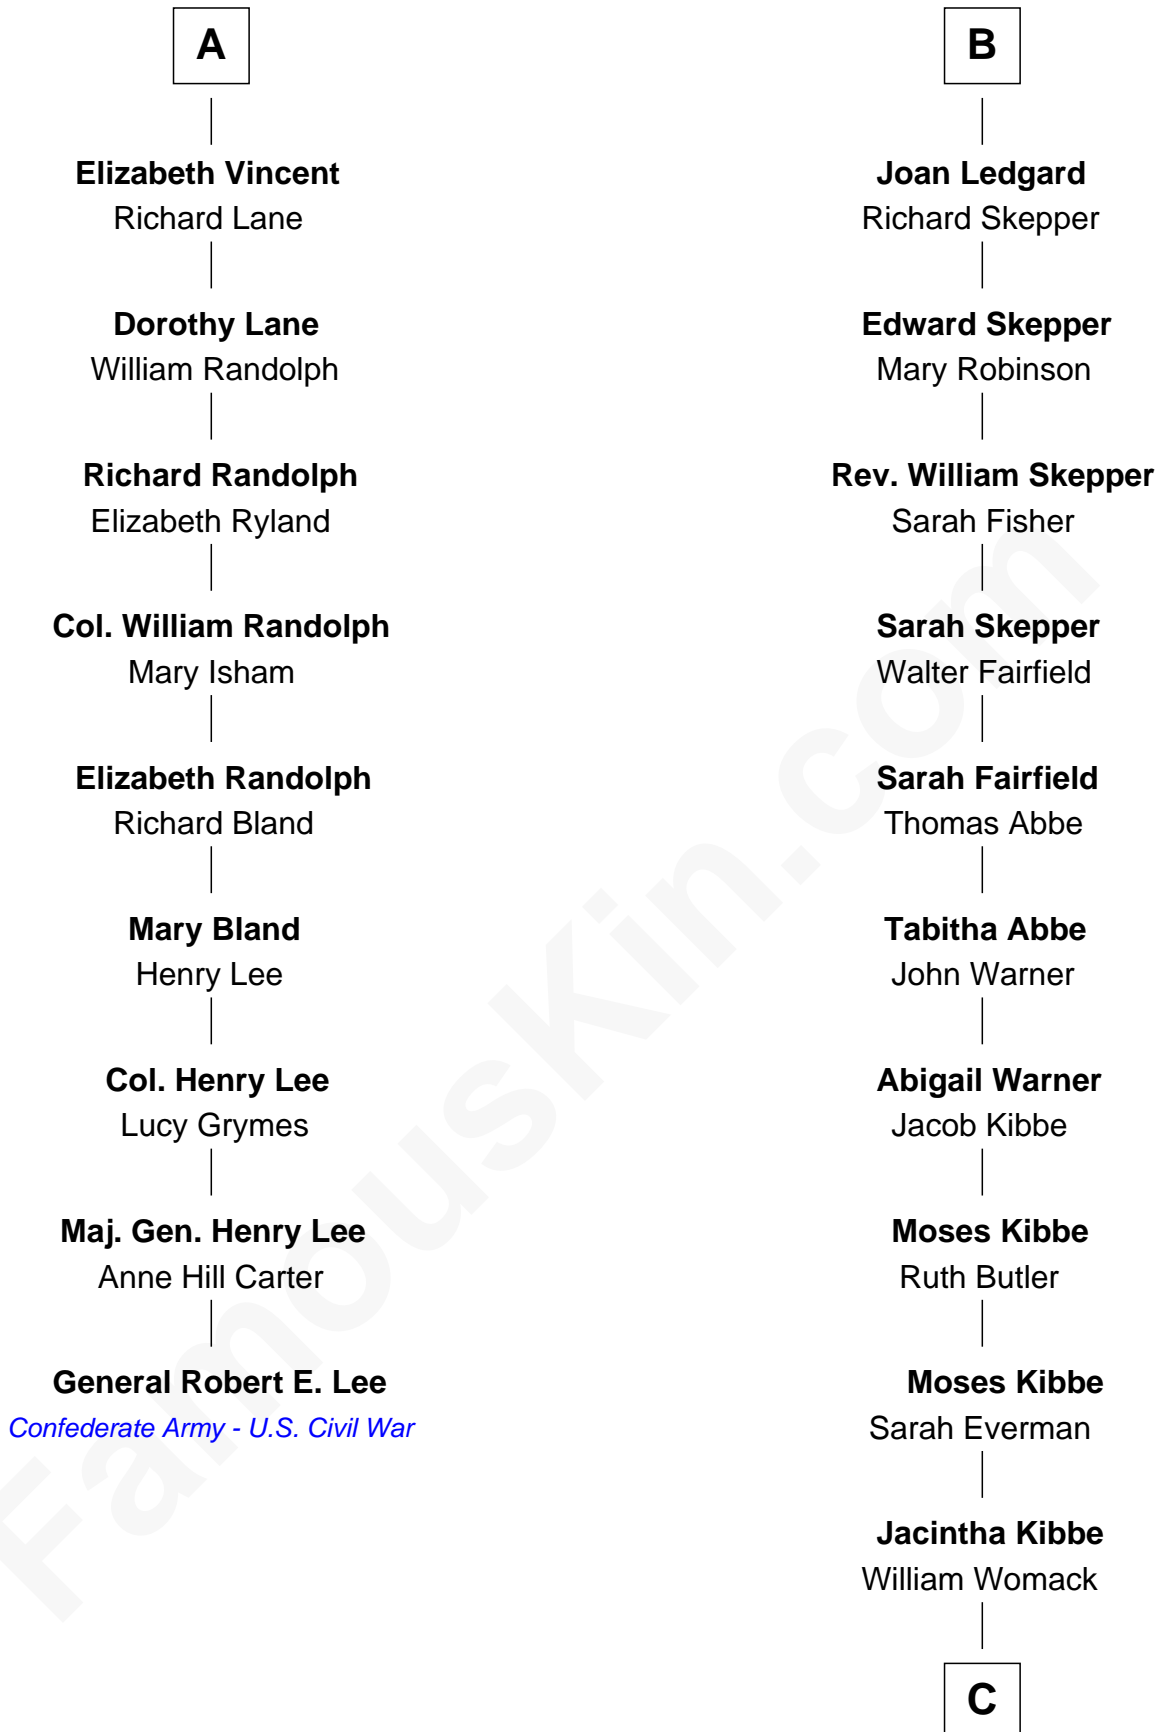 A
Elizabeth Vincent
Richard Lane
Dorothy Lane
William Randolph
Richard Randolph
Elizabeth Ryland
Col. William Randolph
Mary Isham
Elizabeth Randolph
Richard Bland
Mary Bland
Henry Lee
Col. Henry Lee
Lucy Grymes
Maj. Gen. Henry Lee
Anne Hill Carter
General Robert E. Lee
Confederate Army - U.S. Civil War
B
Joan Ledgard
Richard Skepper
Edward Skepper
Mary Robinson
Rev. William Skepper
Sarah Fisher
Sarah Skepper
Walter Fairfield
Sarah Fairfield
Thomas Abbe
Tabitha Abbe
John Warner
Abigail Warner
Jacob Kibbe
Moses Kibbe
Ruth Butler
Moses Kibbe
Sarah Everman
Jacintha Kibbe
William Womack
C
FamousKin.com